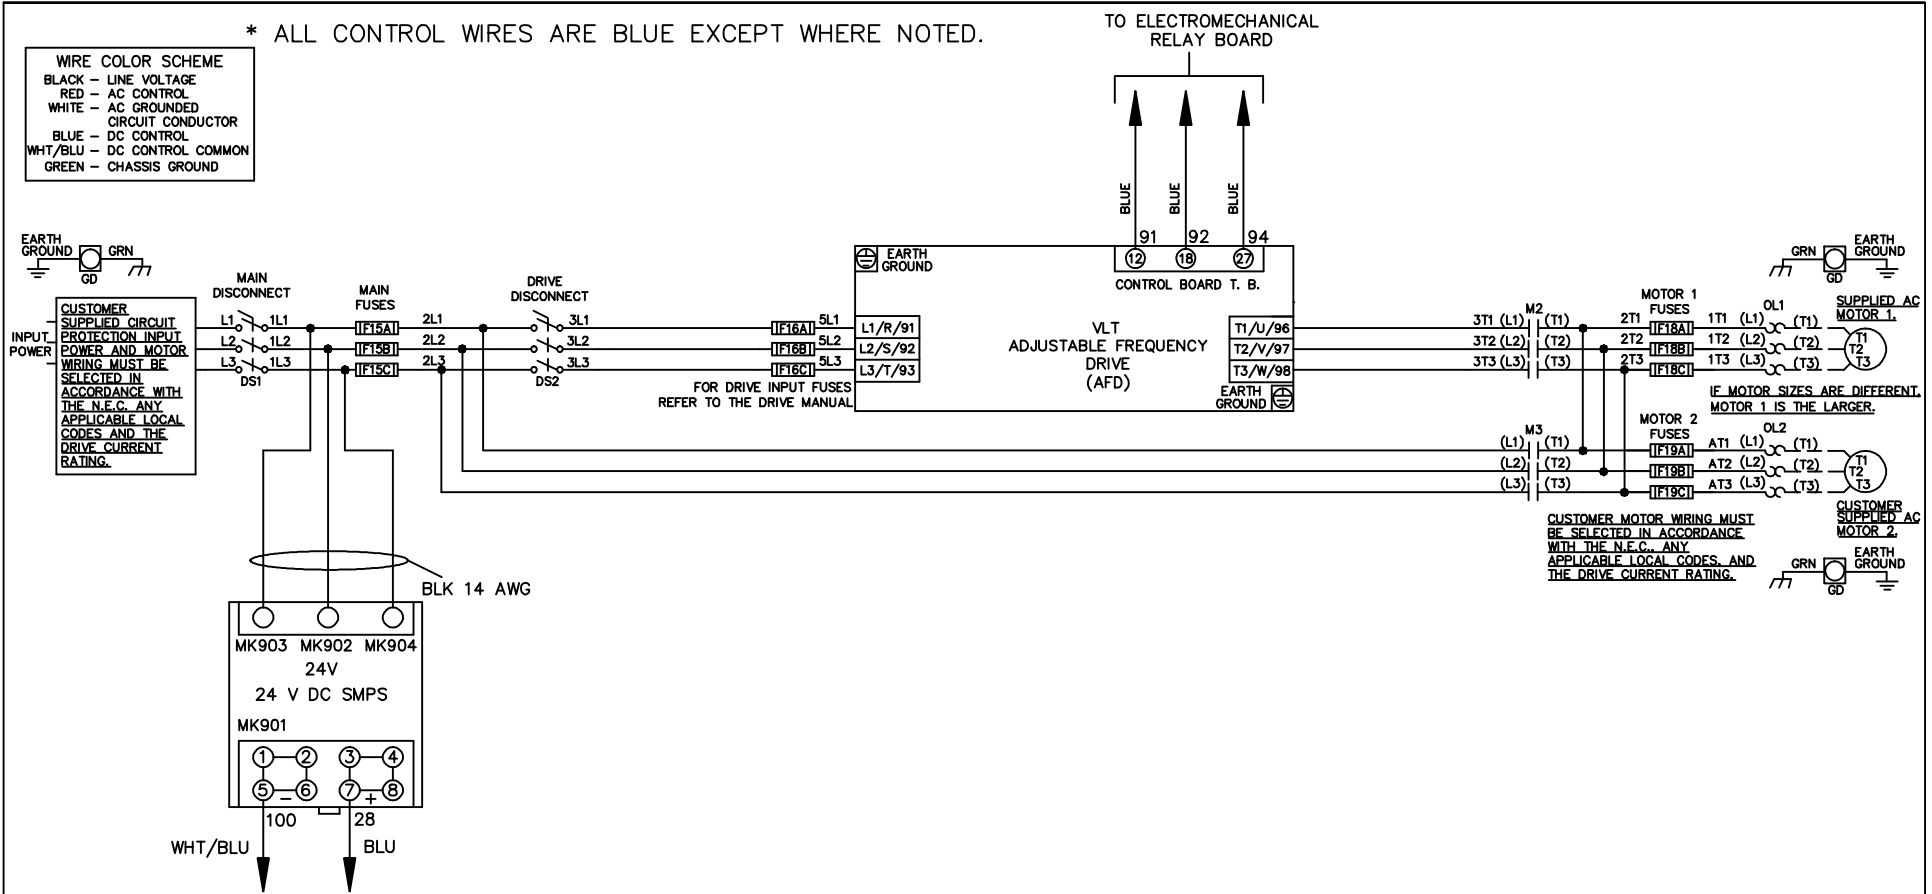 * ALL CONTROL WIRES ARE BLUE EXCEPT WHERE NOTED.
TO ELECTROMECHANICAL
RELAY BOARD
WIRE COLOR SCHEME
BLACK – LINE VOLTAGE
RED – AC CONTROL
WHITE – AC GROUNDED
CIRCUIT CONDUCTOR
BLUE – DC CONTROL
WHT/BLU – DC CONTROL COMMON
GREEN – CHASSIS GROUND
BLUE
BLUE
BLUE
91 92 94
12 18 27
CONTROL BOARD T. B.
EARTH
GROUND
GRN
GD
INPUT
POWER
CUSTOMER
SUPPLIED CIRCUIT
PROTECTION INPUT
POWER AND MOTOR
WIRING MUST BE
SELECTED IN
ACCORDANCE WITH
THE N.E.C. ANY
APPLICABLE LOCAL
CODES AND THE
DRIVE CURRENT
RATING.
MAIN
DISCONNECT
L1 1L1
L2 1L2
L3 1L3
DS1
MAIN
FUSES
F15A 2L1
F15B 2L2
F15C 2L3
DRIVE
DISCONNECT
3L1
3L2
3L3
DS2
F16A 5L1
F16B 5L2
F16C 5L3
FOR DRIVE INPUT FUSES
REFER TO THE DRIVE MANUAL
EARTH
GROUND
L1/R/91
L2/S/92
L3/T/93
VLT
ADJUSTABLE FREQUENCY
DRIVE
(AFD)
T1/U/96
T2/V/97
T3/W/98
EARTH
GROUND
M2
3T1 (L1) (T1)
3T2 (L2) (T2)
3T3 (L3) (T3)
MOTOR 1
FUSES
2T1 F18A 1T1 (L1) (T1)
2T2 F18B 1T2 (L2) (T2)
2T3 F18C 1T3 (L3) (T3)
OL1
GRN
GD
EARTH
GROUND
SUPPLIED AC
MOTOR 1.
T1
T2
T3
IF MOTOR SIZES ARE DIFFERENT,
MOTOR 1 IS THE LARGER.
M3
(L1) (T1)
(L2) (T2)
(L3) (T3)
MOTOR 2
FUSES
F19A AT1 (L1) (T1)
F19B AT2 (L2) (T2)
F19C AT3 (L3) (T3)
OL2
T1
T2
T3
CUSTOMER
SUPPLIED AC
MOTOR 2.
CUSTOMER MOTOR WIRING MUST
BE SELECTED IN ACCORDANCE
WITH THE N.E.C., ANY
APPLICABLE LOCAL CODES, AND
THE DRIVE CURRENT RATING.
GRN
GD
EARTH
GROUND
BLK 14 AWG
MK903 MK902 MK904
24V
24 V DC SMPS
MK901
1 2 3 4
5 6 7 8
– +
100 28
WHT/BLU BLU